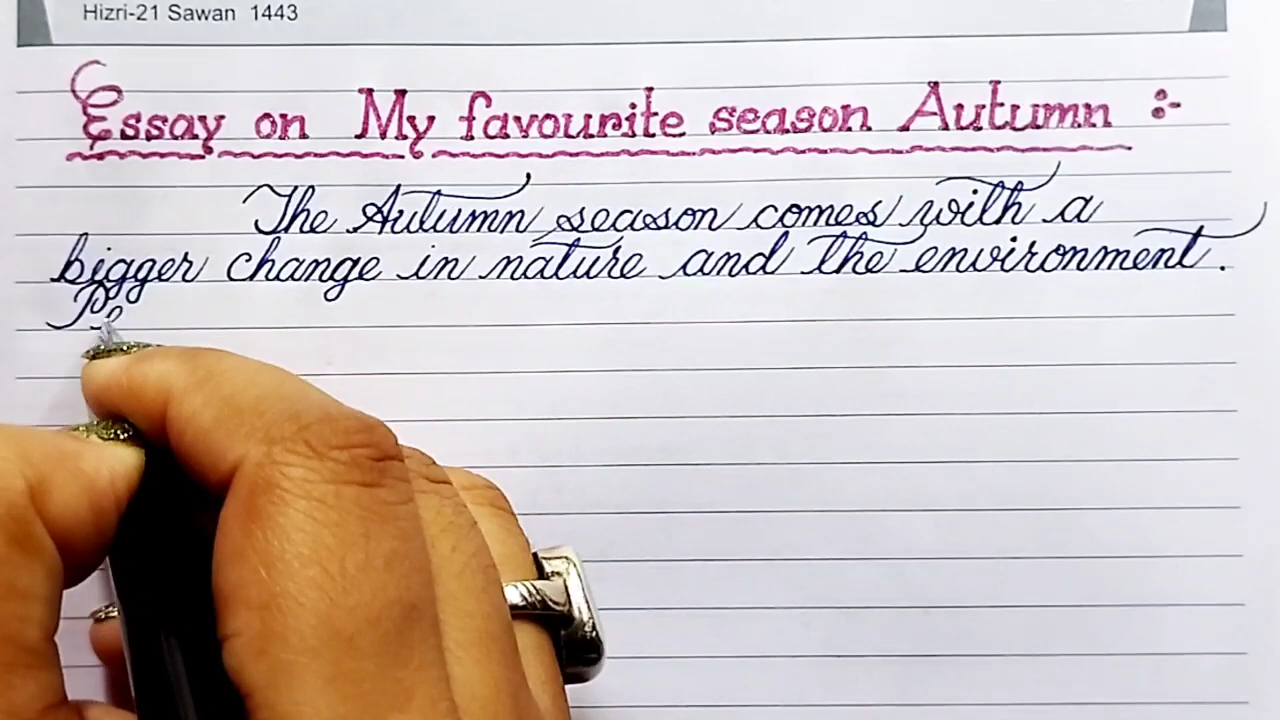 Hizri-21 Sawan 1443
Essay on My favourite season Autumn :-
The Autumn season comes with a
bigger change in nature and the environment.